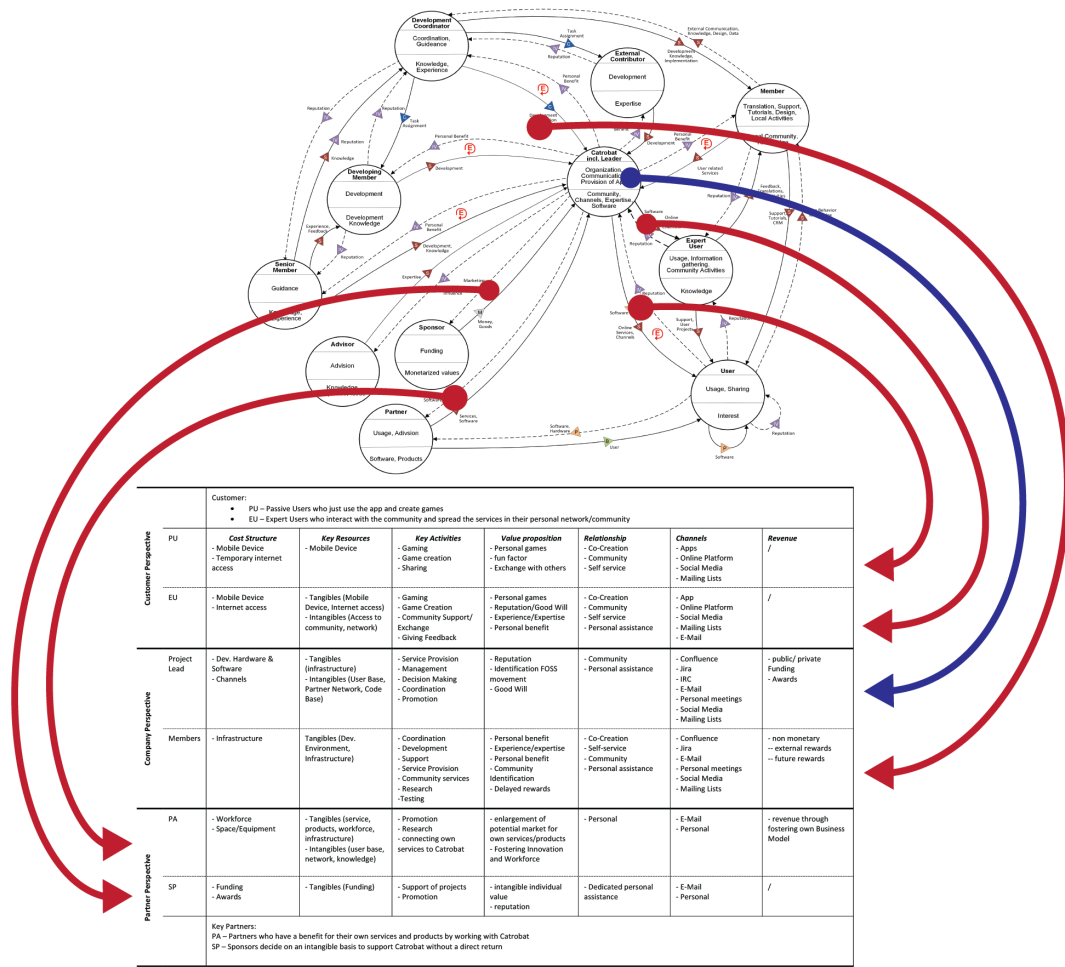 Development
Coordinator
Coordination,
Guideance
Knowledge,
Experience
External Communication,
Knowledge, Design, Data
Task
Assignment
Reputation
Development
Knowledge,
Implementation
External
Contributor
Development
Expertise
Personal
Benefit
Member
Translation, Support,
Tutorials, Design,
Local Activities
Reputation
Reputation
Reputation
Task
Assignment
Knowledge
Personal Benefit
Development
Development
Personal
Benefit
User related
Services
Catrobat
incl. Leader
Organization,
Community,
Channels, Expertise,
Software
Developing
Member
Development
Development
Knowledge
Reputation
Feedback,
Support,
Tutorials,
CRM
Behavior
Experience,
Feedback
Reputation
Personal
Benefit
Development,
Knowledge
Software
Online
Reputation
Expert
User
Usage, Information
gathering,
Community Activities
Knowledge
Senior
Member
Guidance
Experience
Expertise
Marketing
Money,
Goods
Reputation
Software
Online
Services,
Channels
Support,
User
Projects
Reputation
Sponsor
Funding
Monetarized values
Advisor
Advision
Knowledge
User
Usage, Sharing
Interest
Partner
Usage, Advision
Software, Products
Services,
Software
Software,
Hardware
User
Software
Reputation
Customer:
• PU – Passive Users who just use the app and create games
• EU – Expert Users who interact with the community and spread the services in their personal network/community
Customer Perspective
PU
Cost Structure
- Mobile Device
- Temporary internet
access
Key Resources
- Mobile Device
Key Activities
- Gaming
- Game creation
- Sharing
Value proposition
- Personal games
- fun factor
- Exchange with others
Relationship
- Co-Creation
- Community
- Self service
Channels
- Apps
- Online Platform
- Social Media
- Mailing Lists
Revenue
/
EU
- Mobile Device
- Internet access
- Tangibles (Mobile
Device, Internet access)
- Intangibles (Access to
community, network)
- Gaming
- Game Creation
- Community Support/
Exchange
- Giving Feedback
- Personal games
- Reputation/Good Will
- Experience/Expertise
- Personal benefit
- Co-Creation
- Community
- Self service
- Personal assistance
- App
- Online Platform
- Social Media
- Mailing Lists
- E-Mail
/
Company Perspective
Project
Lead
- Dev. Hardware &
Software
- Channels
- Tangibles
(infrastructure)
- Intangibles (User Base,
Partner Network, Code
Base)
- Service Provision
- Management
- Decision Making
- Coordination
- Promotion
- Reputation
- Identification FOSS
movement
- Good Will
- Community
- Personal assistance
- Confluence
- Jira
- IRC
- E-Mail
- Personal meetings
- Social Media
- Mailing Lists
- public/ private
Funding
- Awards
Members
- Infrastructure
Tangibles (Dev.
Environment,
Infrastructure)
- Coordination
- Development
- Support
- Service Provision
- Community services
- Research
-Testing
- Personal benefit
- Experience/expertise
- Personal benefit
- Community
Identification
- Delayed rewards
- Co-Creation
- Self-service
- Community
- Personal assistance
- Confluence
- Jira
- E-Mail
- Personal meetings
- Social Media
- Mailing Lists
- non monetary
-- external rewards
-- future rewards
Partner Perspective
PA
- Workforce
- Space/Equipment
- Tangibles (service,
products, workforce,
infrastructure)
- Intangibles (user base,
network, knowledge)
- Promotion
- Research
- connecting own
services to Catrobat
- enlargement of
potential market for
own services/products
- Fostering Innovation
and Workforce
- Personal
- E-Mail
- Personal
- revenue through
fostering own Business
Model
SP
- Funding
- Awards
- Tangibles (Funding)
- Support of projects
- Promotion
- intangible individual
value
- reputation
- Dedicated personal
assistance
- E-Mail
- Personal
/
Key Partners:
PA – Partners who have a benefit for their own services and products by working with Catrobat
SP – Sponsors decide on an intangible basis to support Catrobat without a direct return